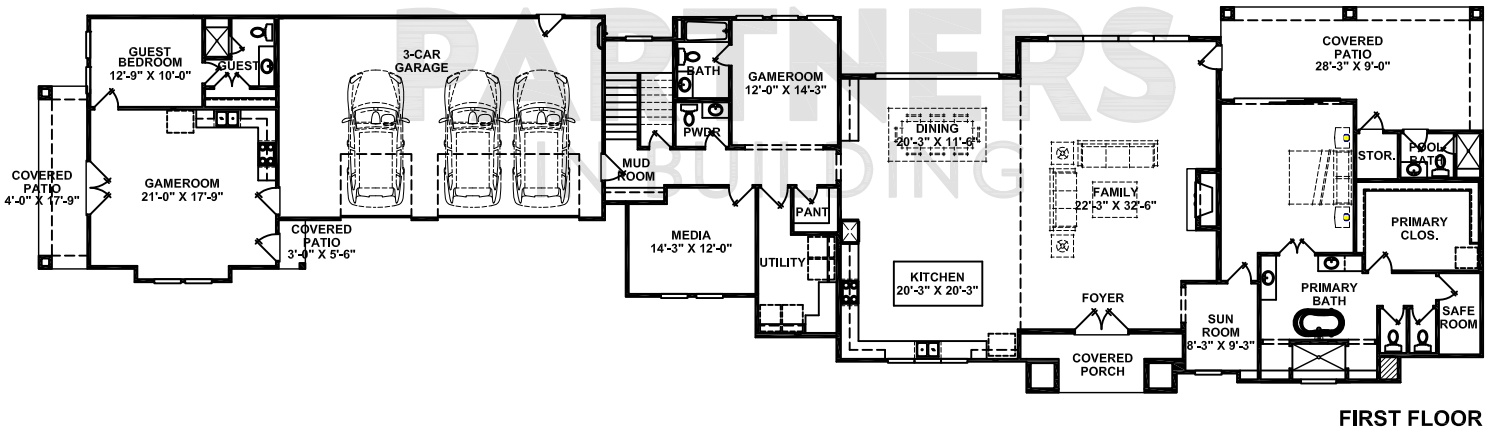 PARTNERS
IN BUILDING
GUEST
BEDROOM
12'-9" X 10'-0"
GUEST
3-CAR
GARAGE
BATH
GAMEROOM
12'-0" X 14'-3"
PWDR
MUD
ROOM
COVERED
PATIO
4'-0" X 17'-9"
GAMEROOM
21'-0" X 17'-9"
COVERED
PATIO
3'-0" X 5'-6"
MEDIA
14'-3" X 12'-0"
PANT
UTILITY
DINING
20'-3" X 11'-6"
KITCHEN
20'-3" X 20'-3"
FAMILY
22'-3" X 32'-6"
FOYER
COVERED
PORCH
COVERED
PATIO
28'-3" X 9'-0"
STOR.
POOL
BATH
PRIMARY
CLOS.
PRIMARY
BATH
SUN
ROOM
8'-3" X 9'-3"
SAFE
ROOM
FIRST FLOOR